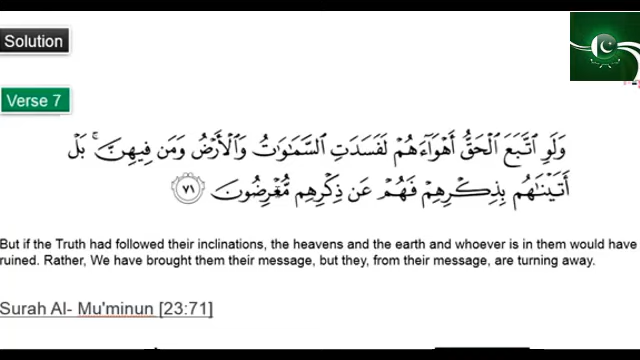 Solution
Verse 7
وَلَوِ ٱتَّبَعَ ٱلْحَقُّ أَهْوَآءَهُمْ لَفَسَدَتِ ٱلسَّمَـٰوَٰتُ وَٱلْأَرْضُ وَمَن فِيهِنَّ ۚ بَلْ
أَتَيْنَـٰهُم بِذِكْرِهِمْ فَهُمْ عَن ذِكْرِهِم مُّعْرِضُونَ ٧١
But if the Truth had followed their inclinations, the heavens and the earth and whoever is in them would have
ruined. Rather, We have brought them their message, but they, from their message, are turning away.
Surah Al- Mu'minun [23:71]